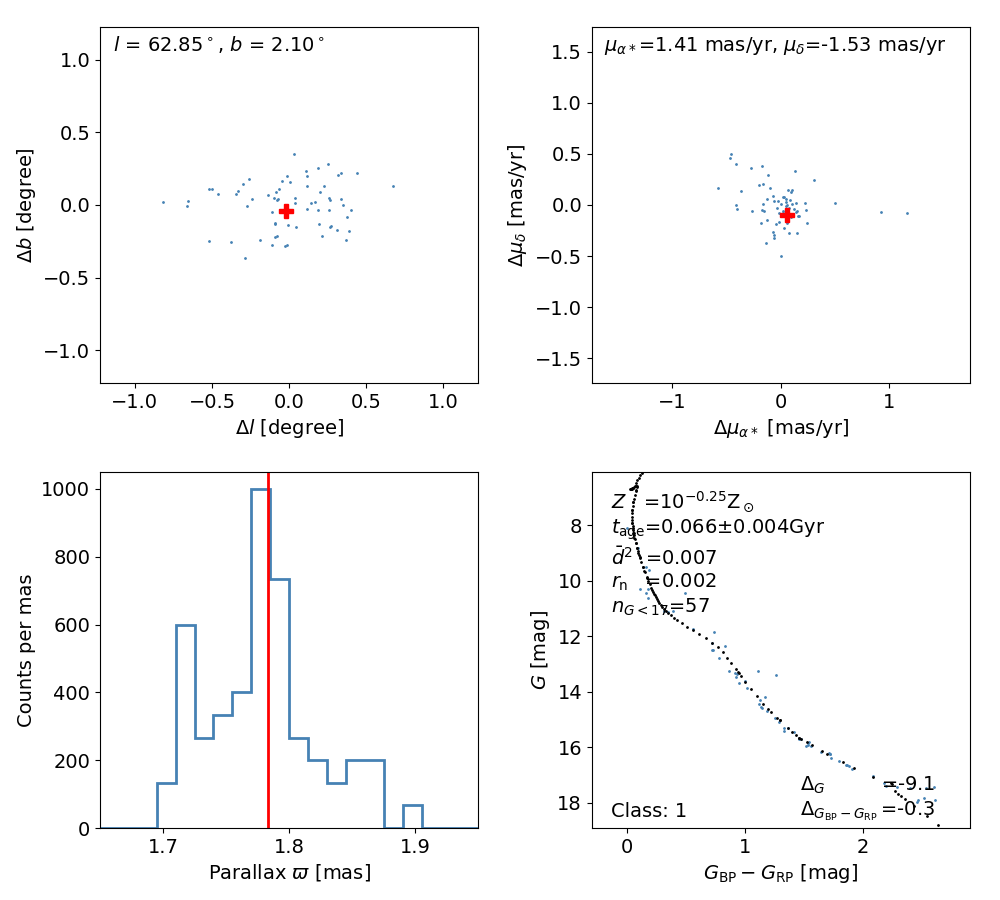 l = 62.85°, b = 2.10°
1.0
0.5
0.0
−0.5
−1.0
Δb [degree]
−1.0 −0.5 0.0 0.5 1.0
Δl [degree]
μα*=1.41 mas/yr, μδ=-1.53 mas/yr
1.5
1.0
0.5
0.0
−0.5
−1.0
−1.5
Δμδ [mas/yr]
−1 0 1
Δμα* [mas/yr]
1000
800
600
400
200
0
Counts per mas
1.7 1.8 1.9
Parallax ϖ [mas]
Z =10^−0.25 Z⊙
tage=0.066±0.004Gyr
d̄² =0.007
rn =0.002
nG<17=57
ΔG =-9.1
Class: 1
ΔGBP−GRP =-0.3
8
10
12
14
16
18
G [mag]
0 1 2
GBP − GRP [mag]